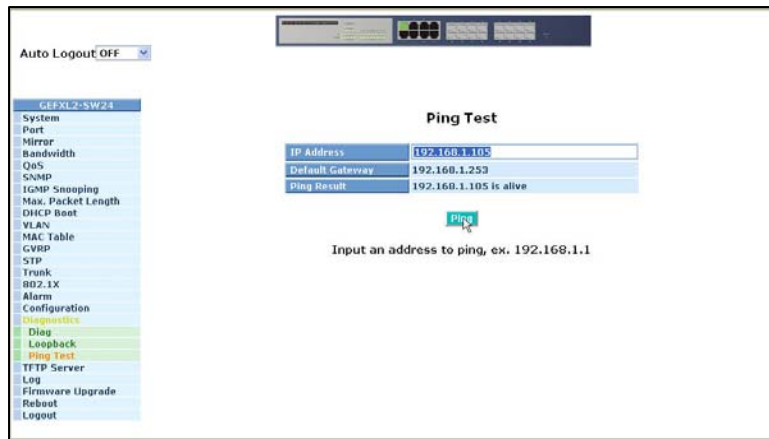 Auto Logout OFF
GEFXL2-SW24
System
Port
Mirror
Bandwidth
QoS
SNMP
IGMP Snooping
Max. Packet Length
DHCP Boot
VLAN
MAC Table
GVRP
STP
Trunk
802.1X
Alarm
Configuration
Diagnostics
Diag
Loopback
Ping Test
TFTP Server
Log
Firmware Upgrade
Reboot
Logout
Ping Test
IP Address 192.168.1.105
Default Gateway 192.168.1.253
Ping Result 192.168.1.105 is alive
Ping
Input an address to ping, ex. 192.168.1.1